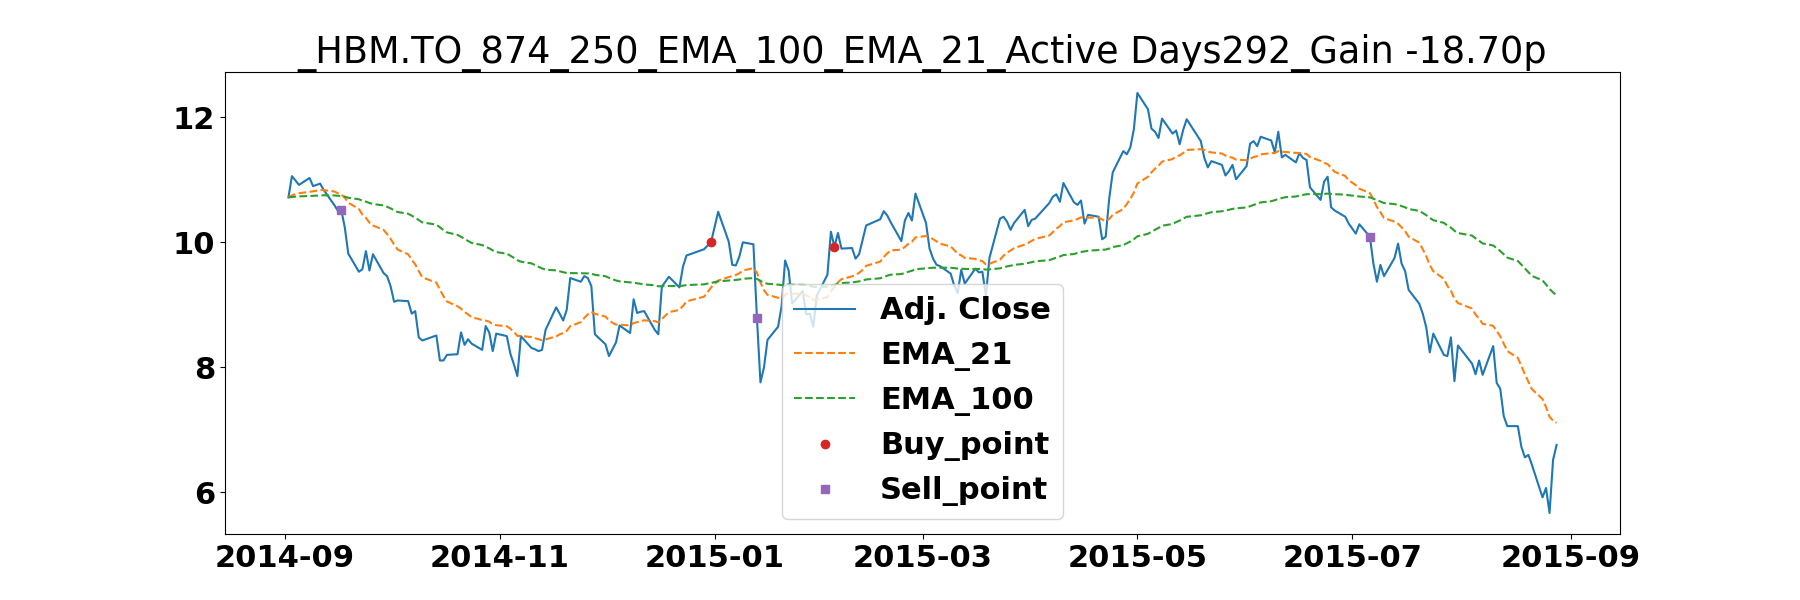 _HBM.TO_874_250_EMA_100_EMA_21_Active Days292_Gain -18.70p
12
10
8
6
Adj. Close
EMA_21
EMA_100
Buy_point
Sell_point
2014-09 2014-11 2015-01 2015-03 2015-05 2015-07 2015-09